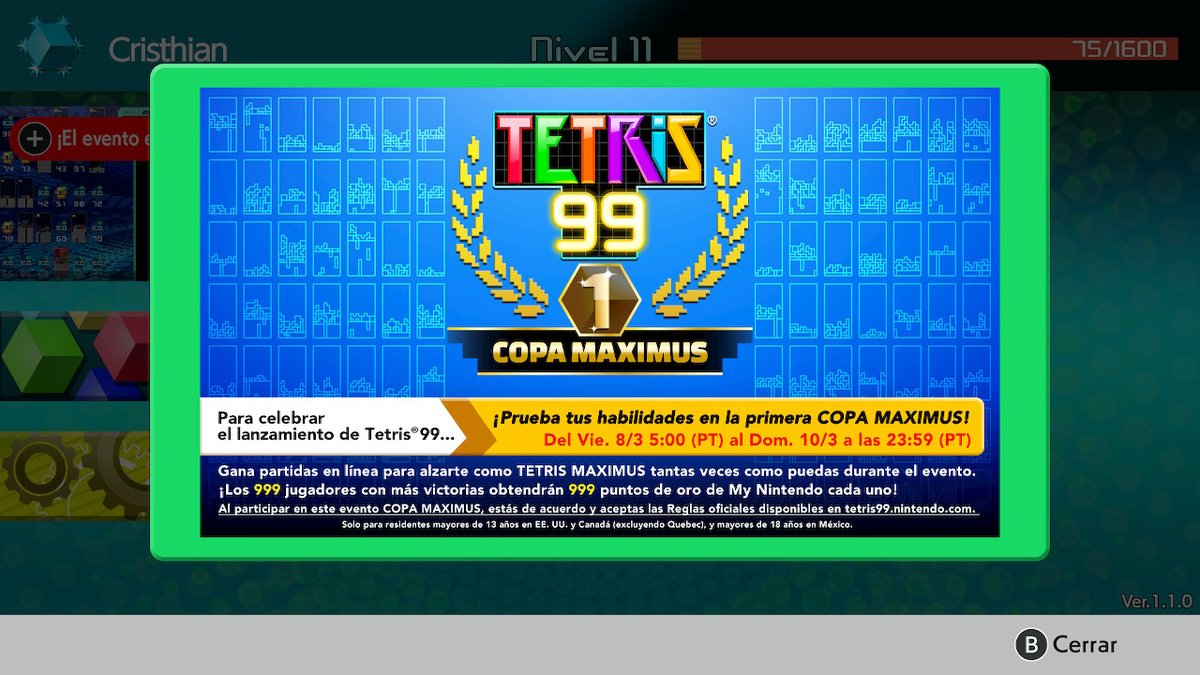 Cristhian
Nivel 11
75/1600
¡El evento
TETRIS®
99
1
COPA MAXIMUS
Para celebrar
el lanzamiento de Tetris®99...
¡Prueba tus habilidades en la primera COPA MAXIMUS!
Del Vie. 8/3 5:00 (PT) al Dom. 10/3 a las 23:59 (PT)
Gana partidas en línea para alzarte como TETRIS MAXIMUS tantas veces como puedas durante el evento.
¡Los 999 jugadores con más victorias obtendrán 999 puntos de oro de My Nintendo cada uno!
Al participar en este evento COPA MAXIMUS, estás de acuerdo y aceptas las Reglas oficiales disponibles en tetris99.nintendo.com.
Solo para residentes mayores de 13 años en EE. UU. y Canadá (excluyendo Quebec), y mayores de 18 años en México.
Ver.1.1.0
B Cerrar